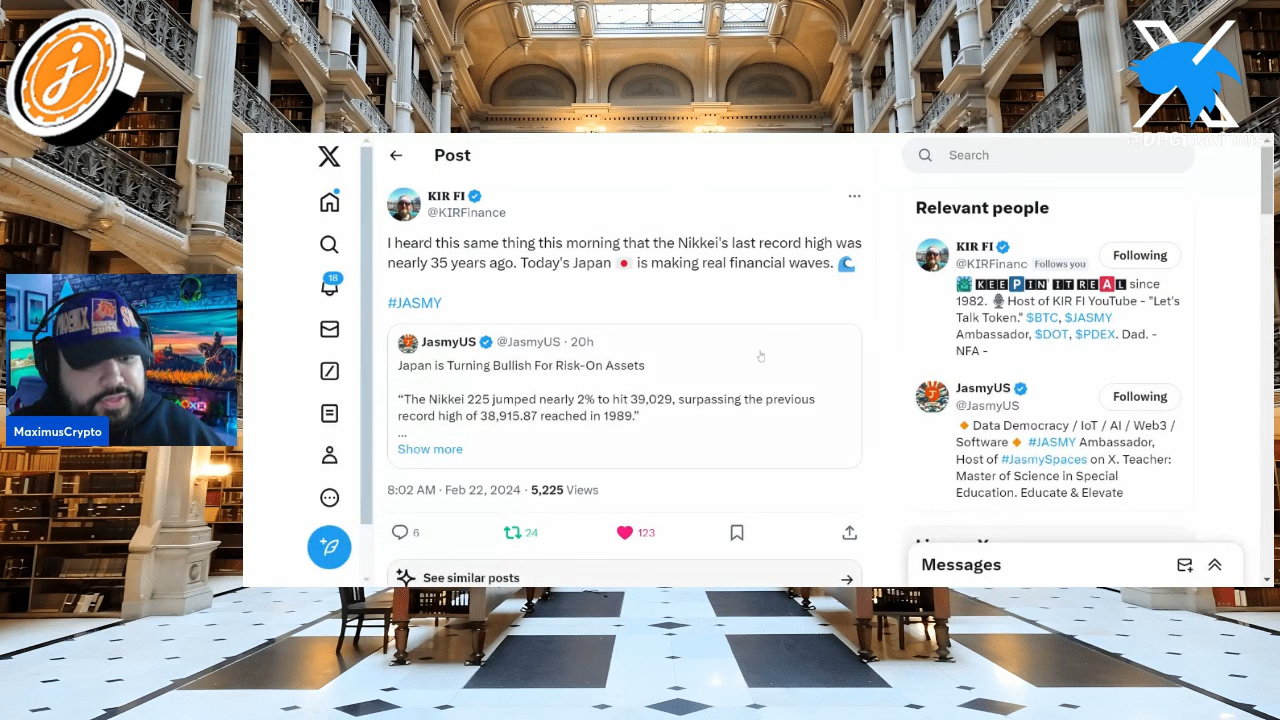 Post
Search
KIR FI
@KIRFinance
I heard this same thing this morning that the Nikkei's last record high was
nearly 35 years ago. Today's Japan 🇯🇵 is making real financial waves. 🌊
#JASMY
JasmyUS @JasmyUS · 20h
Japan is Turning Bullish For Risk-On Assets
“The Nikkei 225 jumped nearly 2% to hit 39,029, surpassing the previous
record high of 38,915.87 reached in 1989.”
...
Show more
8:02 AM · Feb 22, 2024 · 5,225 Views
6
24
123
See similar posts
18
Relevant people
KIR FI
@KIRFinanc Follows you
Following
KEEPIN IT REAL since
1982. 🎙️Host of KIR FI YouTube - "Let's
Talk Token." $BTC, $JASMY
Ambassador, $DOT, $PDEX. Dad. -
NFA -
JasmyUS
@JasmyUS
Following
🔸Data Democracy / IoT / AI / Web3 /
Software🔸 #JASMY Ambassador,
Host of #JasmySpaces on X. Teacher:
Master of Science in Special
Education. Educate & Elevate
Messages
PHOENIX
MaximusCrypto